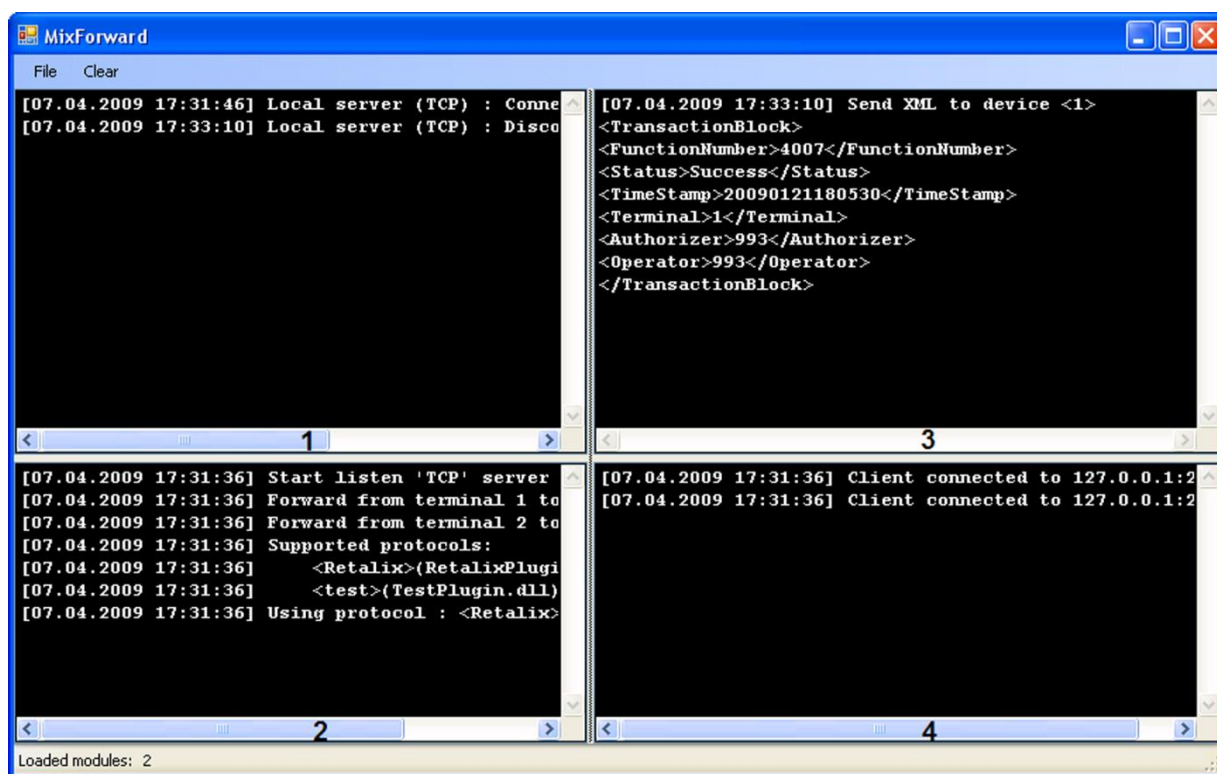 MixForward
File Clear
[07.04.2009 17:31:46] Local server (TCP) : Conne
[07.04.2009 17:33:10] Local server (TCP) : Disco
1
[07.04.2009 17:33:10] Send XML to device <1>
<TransactionBlock>
<FunctionNumber>4007</FunctionNumber>
<Status>Success</Status>
<TimeStamp>20090121180530</TimeStamp>
<Terminal>1</Terminal>
<Authorizer>993</Authorizer>
<Operator>993</Operator>
</TransactionBlock>
3
[07.04.2009 17:31:36] Start listen 'TCP' server
[07.04.2009 17:31:36] Forward from terminal 1 to
[07.04.2009 17:31:36] Forward from terminal 2 to
[07.04.2009 17:31:36] Supported protocols:
[07.04.2009 17:31:36] <Retalix>(RetalixPlugi
[07.04.2009 17:31:36] <test>(TestPlugin.dll)
[07.04.2009 17:31:36] Using protocol : <Retalix>
2
[07.04.2009 17:31:36] Client connected to 127.0.0.1:2
[07.04.2009 17:31:36] Client connected to 127.0.0.1:2
4
Loaded modules: 2